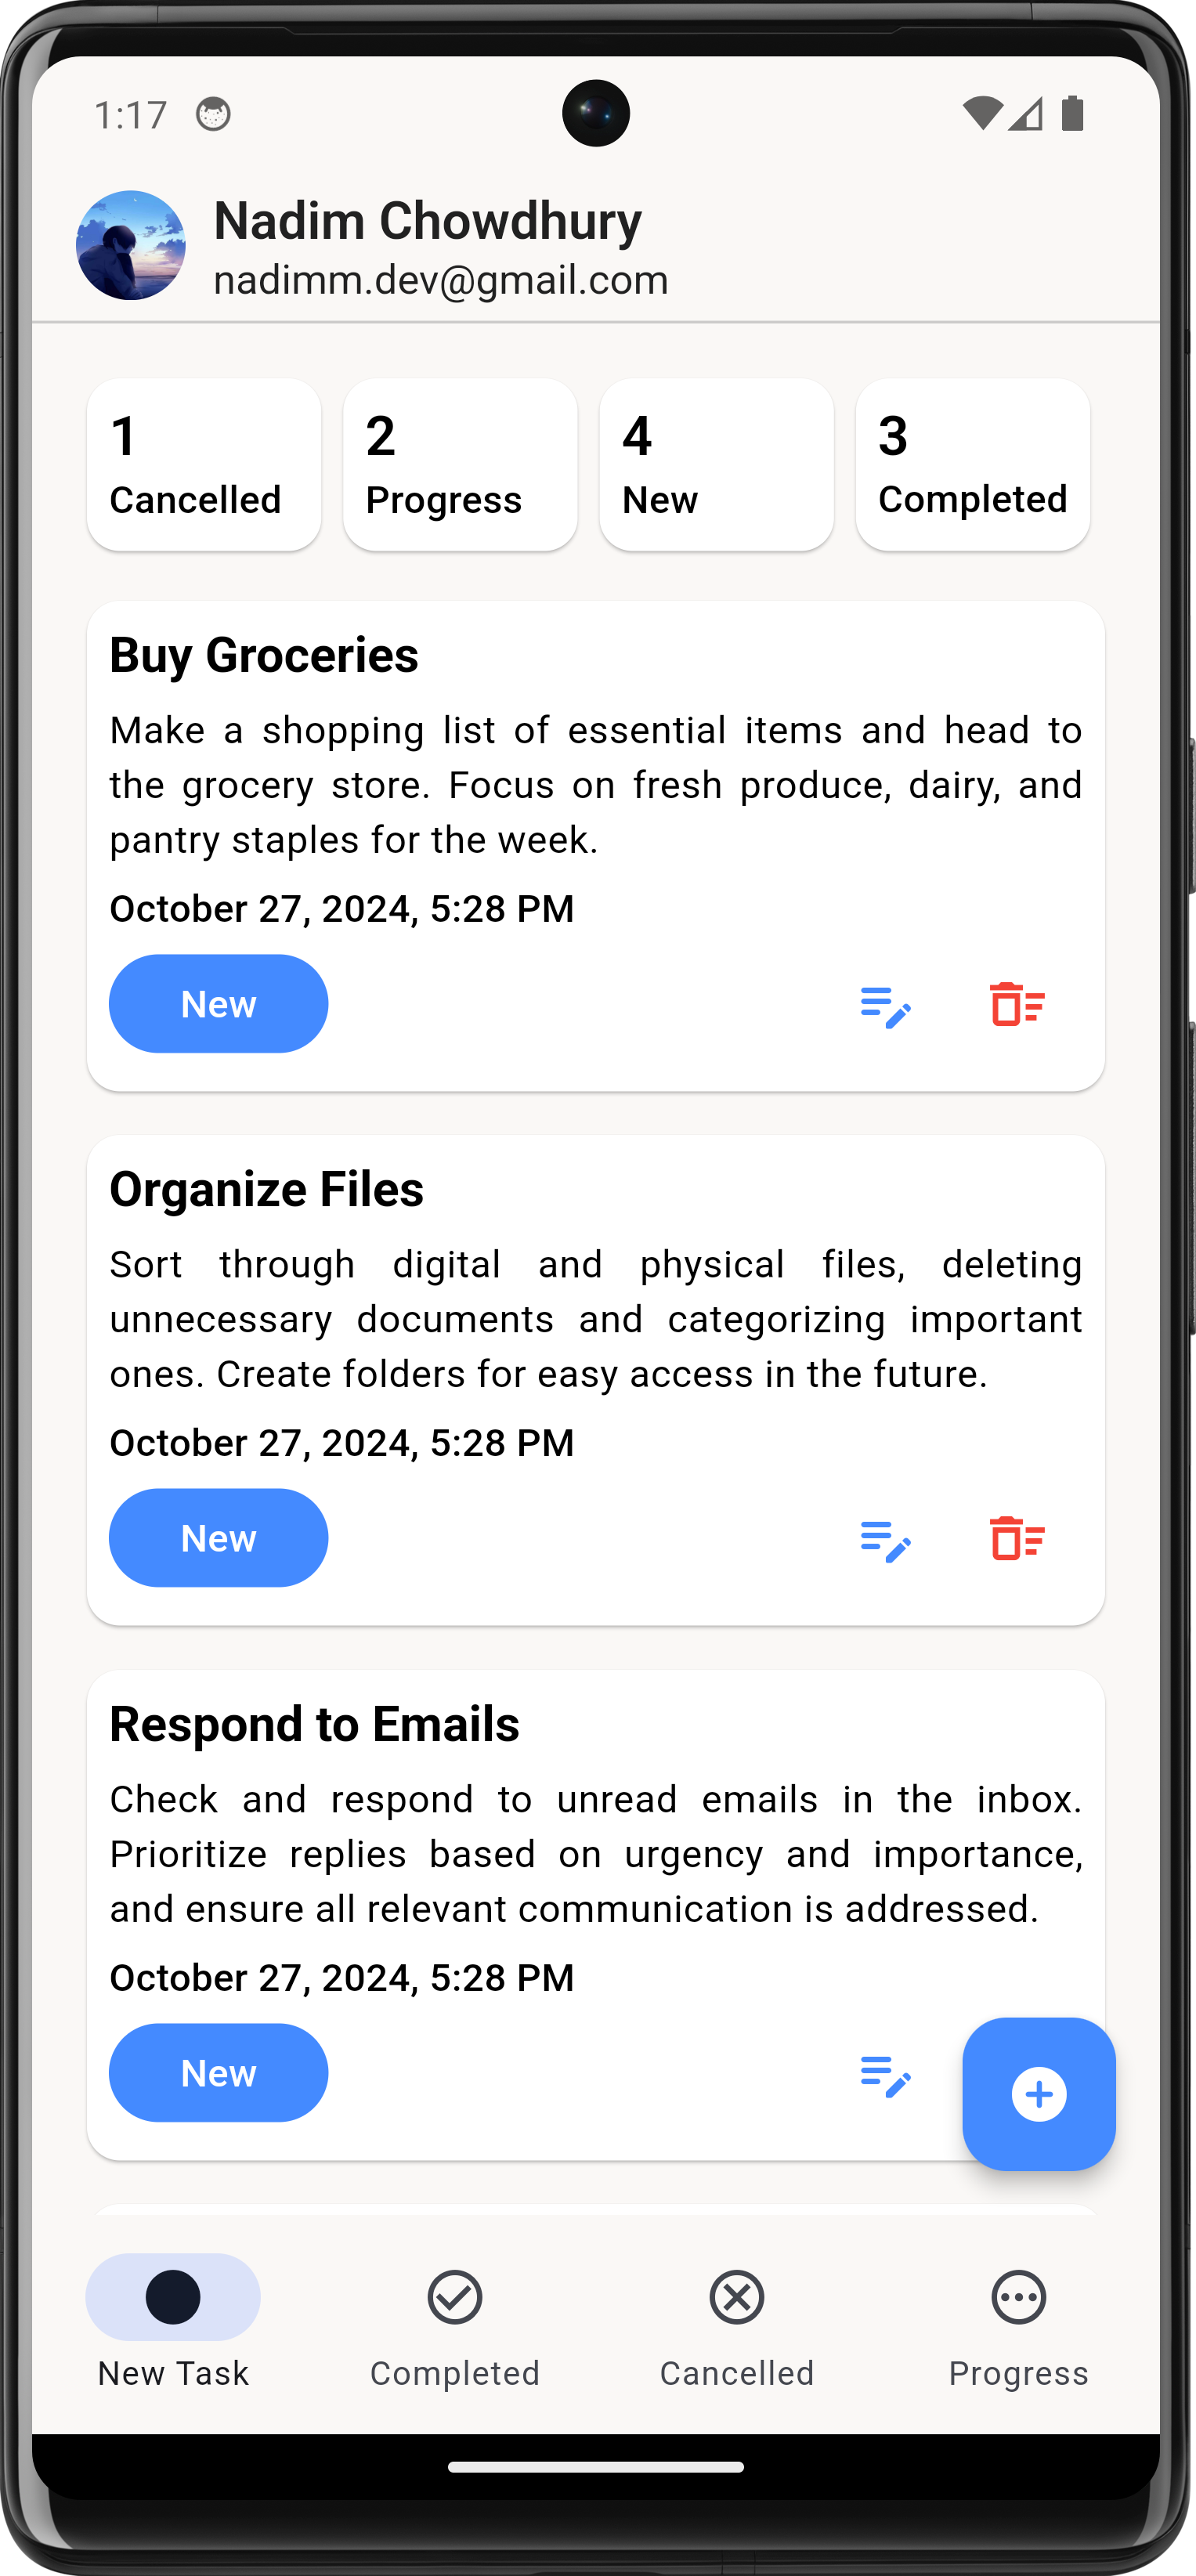 1:17
Nadim Chowdhury
nadimm.dev@gmail.com
1 2 4 3
Cancelled Progress New Completed
Buy Groceries
Make a shopping list of essential items and head to
the grocery store. Focus on fresh produce, dairy, and
pantry staples for the week.
October 27, 2024, 5:28 PM
New
Organize Files
Sort through digital and physical files, deleting
unnecessary documents and categorizing important
ones. Create folders for easy access in the future.
October 27, 2024, 5:28 PM
New
Respond to Emails
Check and respond to unread emails in the inbox.
Prioritize replies based on urgency and importance,
and ensure all relevant communication is addressed.
October 27, 2024, 5:28 PM
New
New Task Completed Cancelled Progress